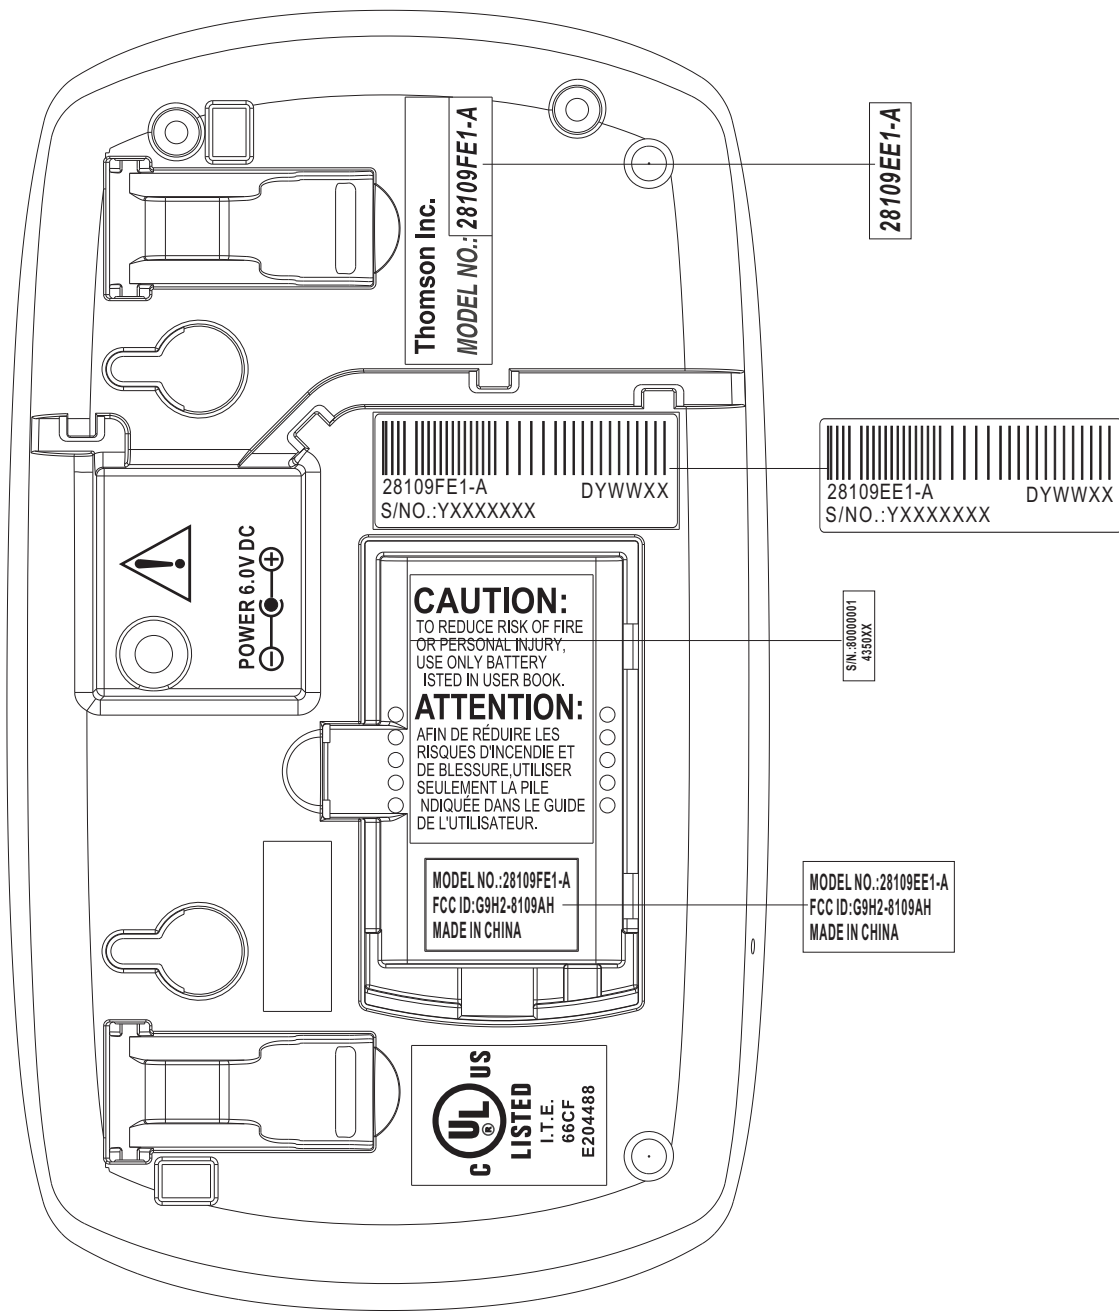 Thomson Inc.
MODEL NO.: 28109FE1-A
28109EE1-A
28109FE1-A DYWWXX
S/NO.:YXXXXXXX
28109EE1-A DYWWXX
S/NO.:YXXXXXXX
POWER 6.0V DC
CAUTION:
TO REDUCE RISK OF FIRE
OR PERSONAL INJURY,
USE ONLY BATTERY
ISTED IN USER BOOK.
ATTENTION:
AFIN DE RÉDUIRE LES
RISQUES D'INCENDIE ET
DE BLESSURE,UTILISER
SEULEMENT LA PILE
NDIQUÉE DANS LE GUIDE
DE L'UTILISATEUR.
S/N.:80000001
4350XX
MODEL NO.:28109FE1-A
FCC ID:G9H2-8109AH
MADE IN CHINA
MODEL NO.:28109EE1-A
FCC ID:G9H2-8109AH
MADE IN CHINA
C UL ® US
LISTED
I.T.E.
66CF
E204488